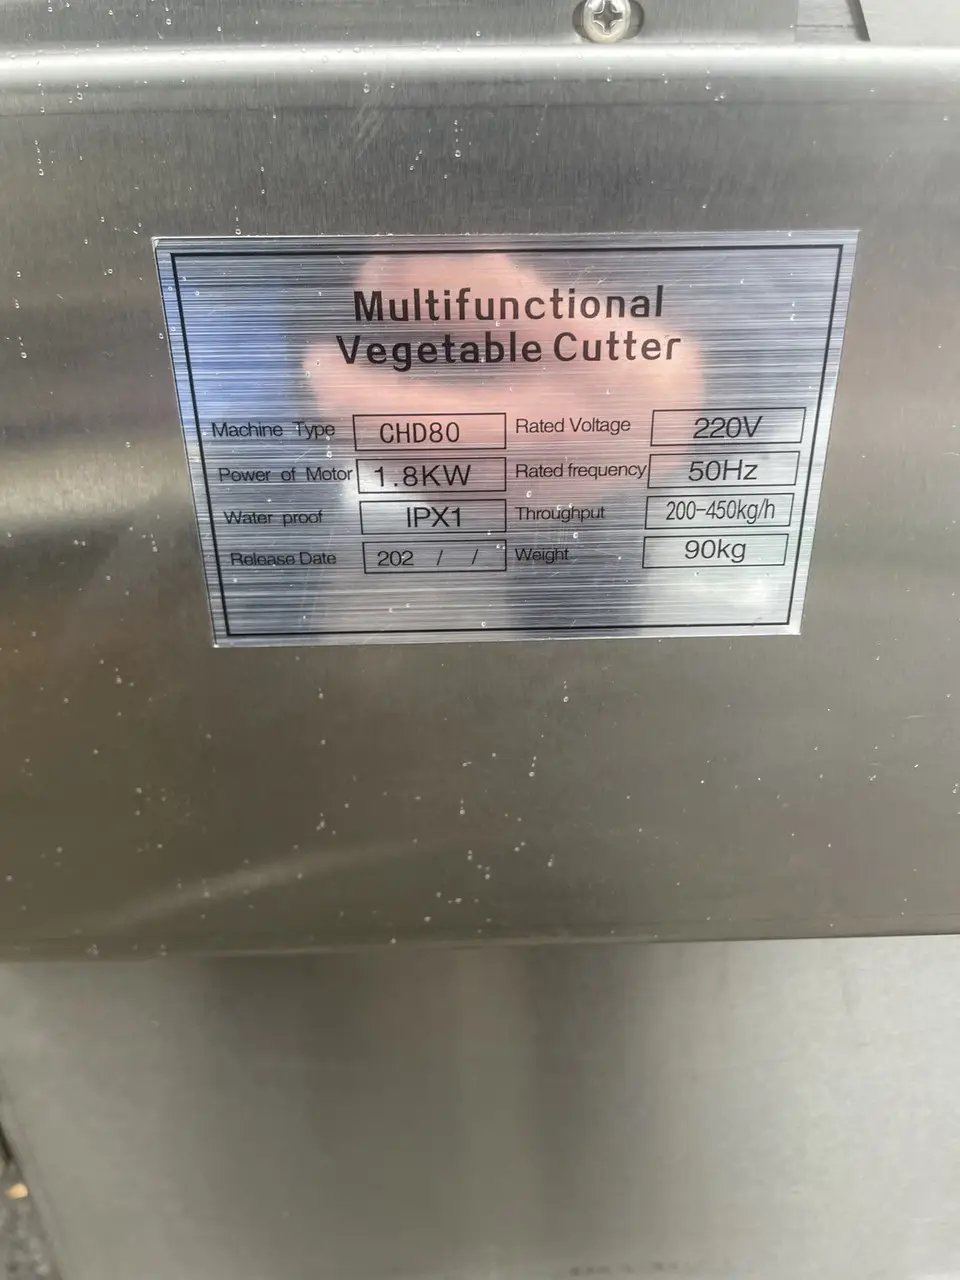 Multifunctional
Vegetable Cutter
Machine Type CHD80 Rated Voltage 220V
Power of Motor 1.8KW Rated frequency 50Hz
Water proof IPX1 Throughput 200-450kg/h
Release Date 202 / / Weight 90kg